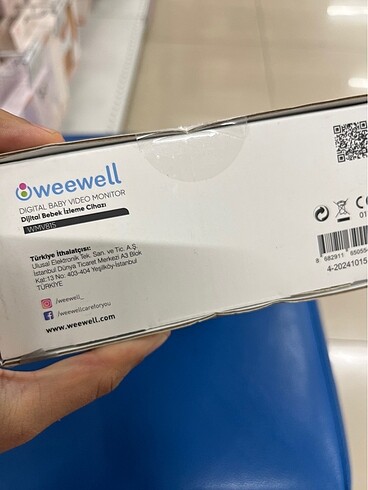 weewell
DIGITAL BABY VIDEO MONITOR
Dijital Bebek İzleme Cihazı
WMV815
Türkiye İthalatçısı:
Ulusal Elektronik Tek. San. ve Tic. A.Ş.
İstanbul Dünya Ticaret Merkezi A3 Blok
Kat:13 No: 403-404 Yeşilköy-İstanbul
TÜRKİYE
/weewell_
/weewellcareforyou
www.weewell.com
01
4-20241015